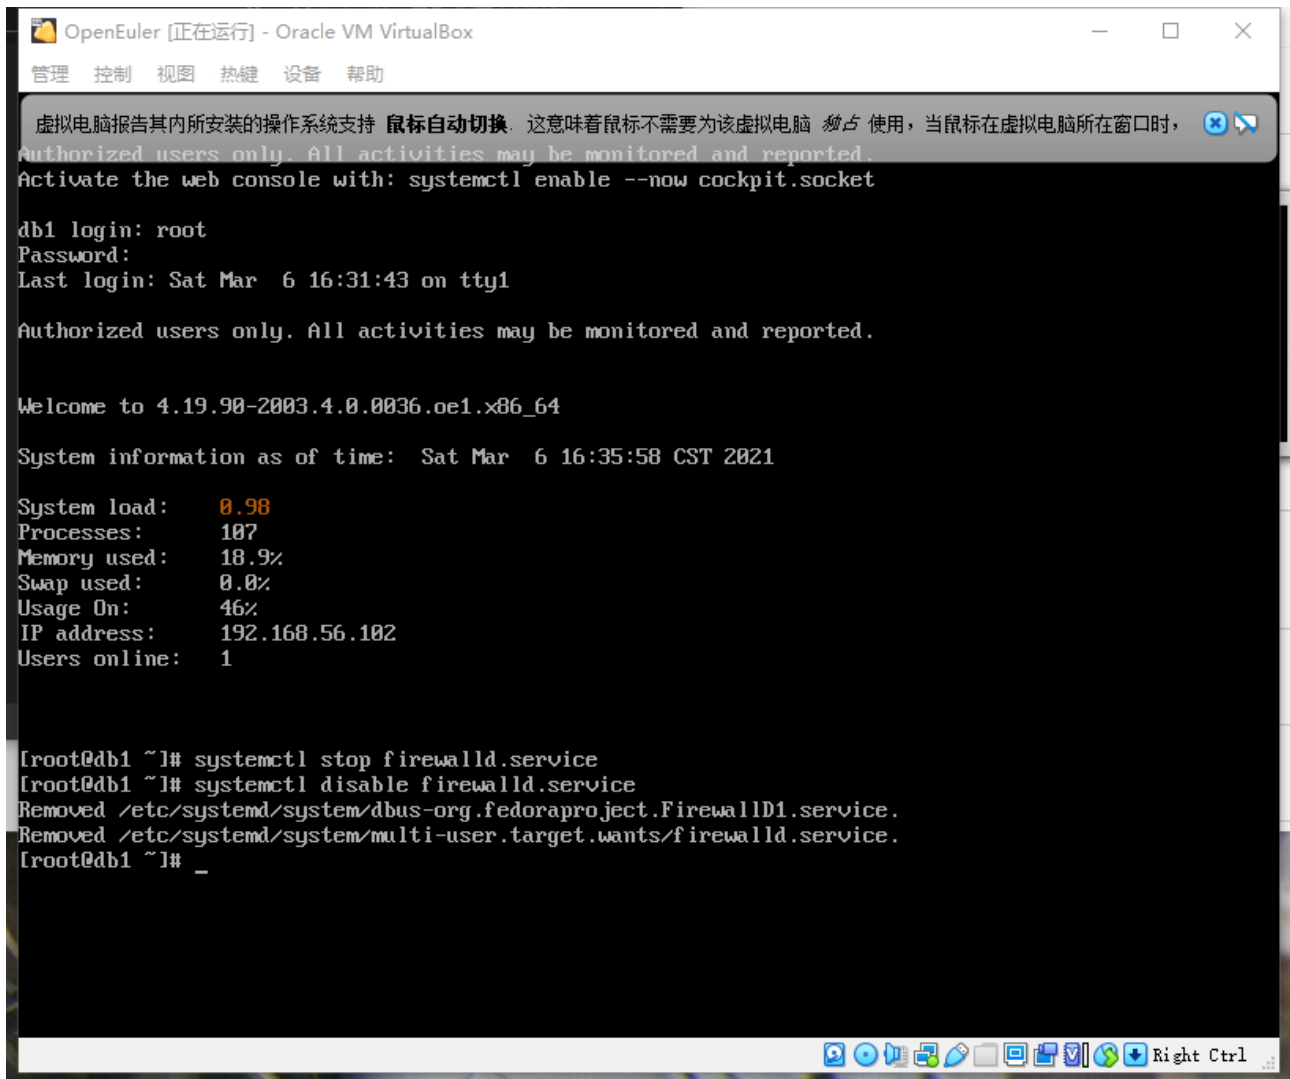 OpenEuler [正在运行] - Oracle VM VirtualBox
管理 控制 视图 热键 设备 帮助
虚拟电脑报告其内所安装的操作系统支持 鼠标自动切换. 这意味着鼠标不需要为该虚拟电脑 独占 使用，当鼠标在虚拟电脑所在窗口时，
Authorized users only. All activities may be monitored and reported.
Activate the web console with: systemctl enable --now cockpit.socket
db1 login: root
Password:
Last login: Sat Mar  6 16:31:43 on tty1
Authorized users only. All activities may be monitored and reported.
Welcome to 4.19.90-2003.4.0.0036.oe1.x86_64
System information as of time:  Sat Mar  6 16:35:58 CST 2021
System load:    0.98
Processes:      107
Memory used:    18.9%
Swap used:      0.0%
Usage On:       46%
IP address:     192.168.56.102
Users online:   1
[root@db1 ~]# systemctl stop firewalld.service
[root@db1 ~]# systemctl disable firewalld.service
Removed /etc/systemd/system/dbus-org.fedoraproject.FirewallD1.service.
Removed /etc/systemd/system/multi-user.target.wants/firewalld.service.
[root@db1 ~]# _
Right Ctrl